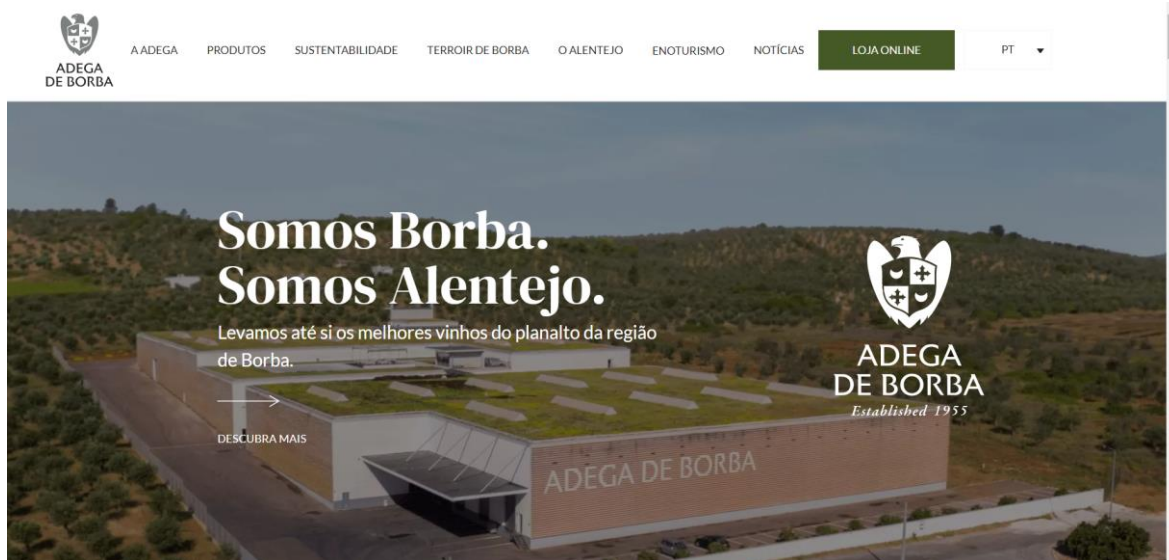 ADEGA
DE BORBA
A ADEGA
PRODUTOS
SUSTENTABILIDADE
TERROIR DE BORBA
O ALENTEJO
ENOTURISMO
NOTÍCIAS
LOJA ONLINE
PT
Somos Borba.
Somos Alentejo.
Levamos até si os melhores vinhos do planalto da região
de Borba.
DESCUBRA MAIS
ADEGA
DE BORBA
Established 1955
ADEGA DE BORBA